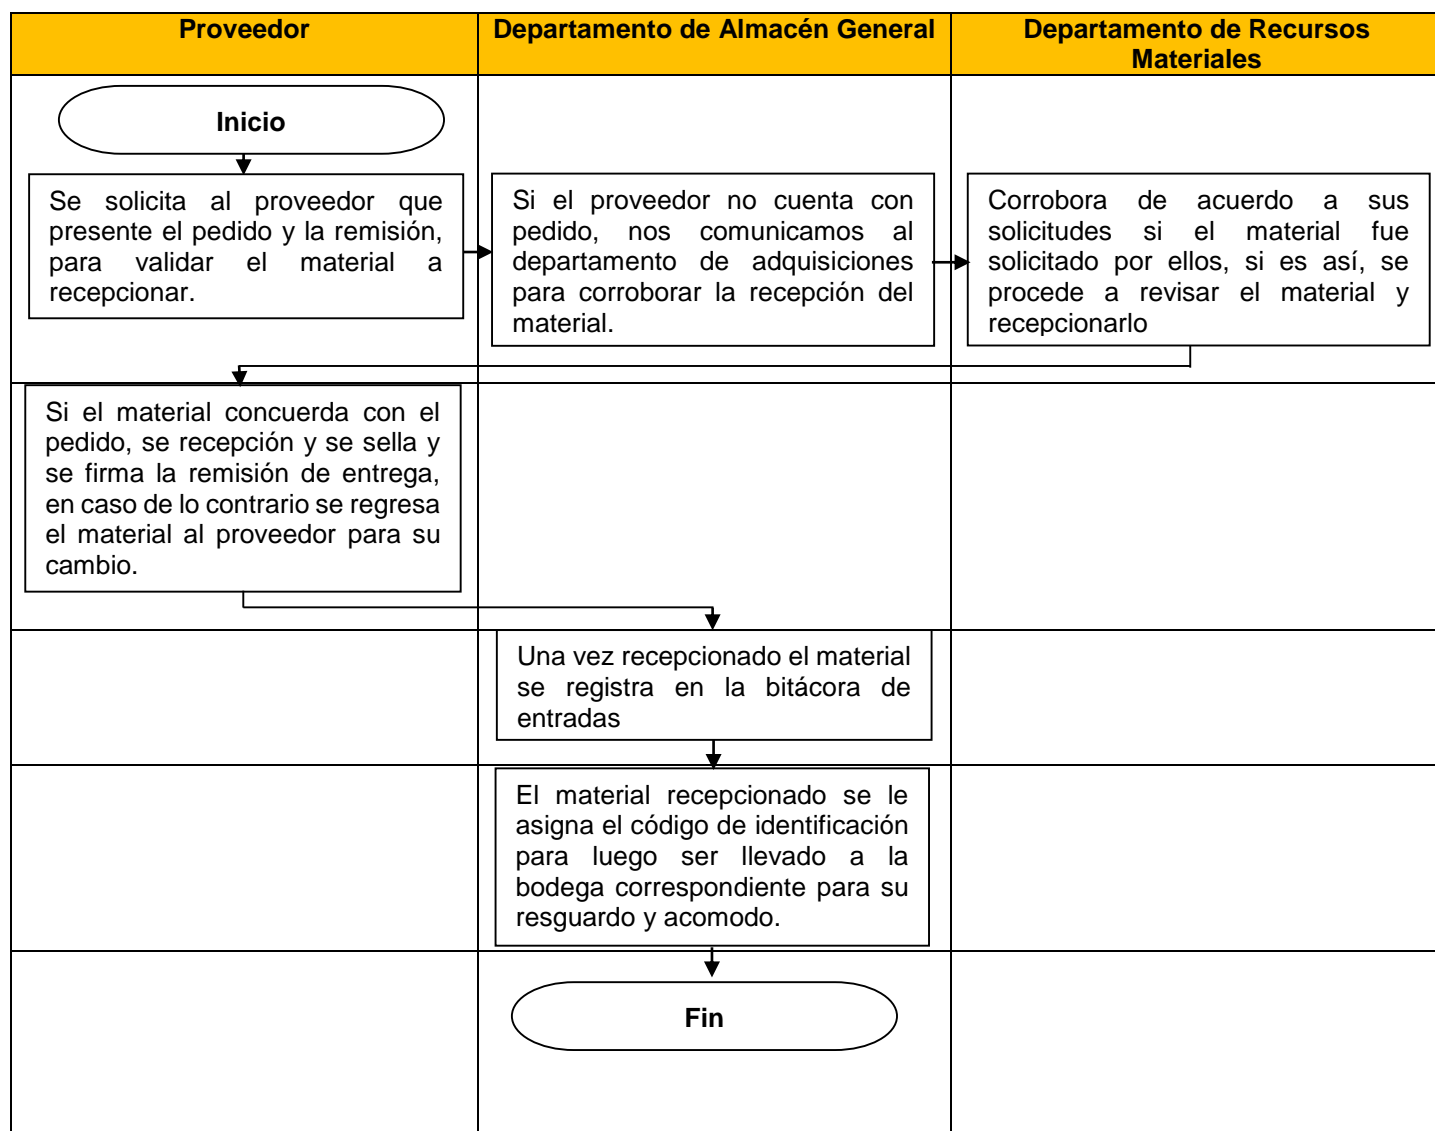 Proveedor
Departamento de Almacén General
Departamento de Recursos
Materiales
Inicio
Se solicita al proveedor que
presente el pedido y la remisión,
para validar el material a
recepcionar.
Si el proveedor no cuenta con
pedido, nos comunicamos al
departamento de adquisiciones
para corroborar la recepción del
material.
Corrobora de acuerdo a sus
solicitudes si el material fue
solicitado por ellos, si es así, se
procede a revisar el material y
recepcionarlo
Si el material concuerda con el
pedido, se recepción y se sella y
se firma la remisión de entrega,
en caso de lo contrario se regresa
el material al proveedor para su
cambio.
Una vez recepcionado el material
se registra en la bitácora de
entradas
El material recepcionado se le
asigna el código de identificación
para luego ser llevado a la
bodega correspondiente para su
resguardo y acomodo.
Fin